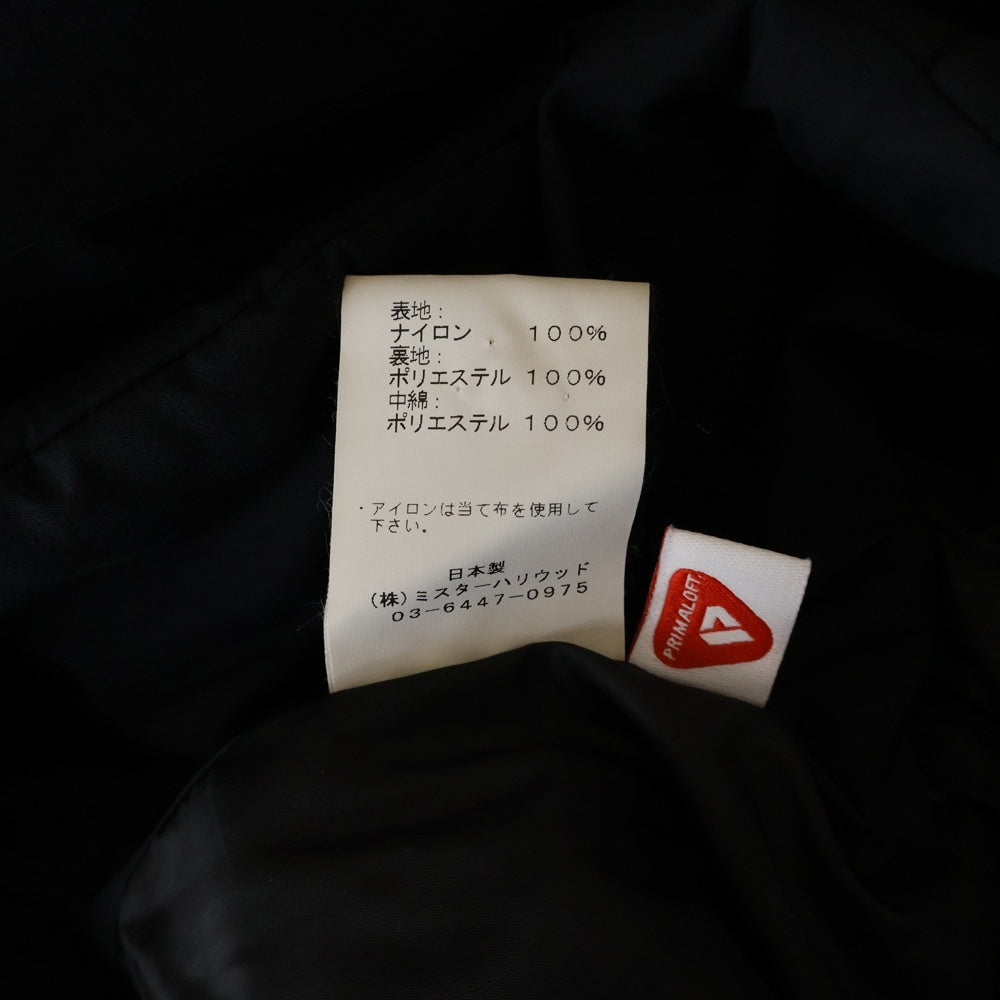 表地:
ナイロン 100%
裏地:
ポリエステル 100%
中綿:
ポリエステル 100%
・アイロンは当て布を使用して
下さい。
日本製
(株)ミスターハリウッド
03-6447-0975
PRIMALOFT